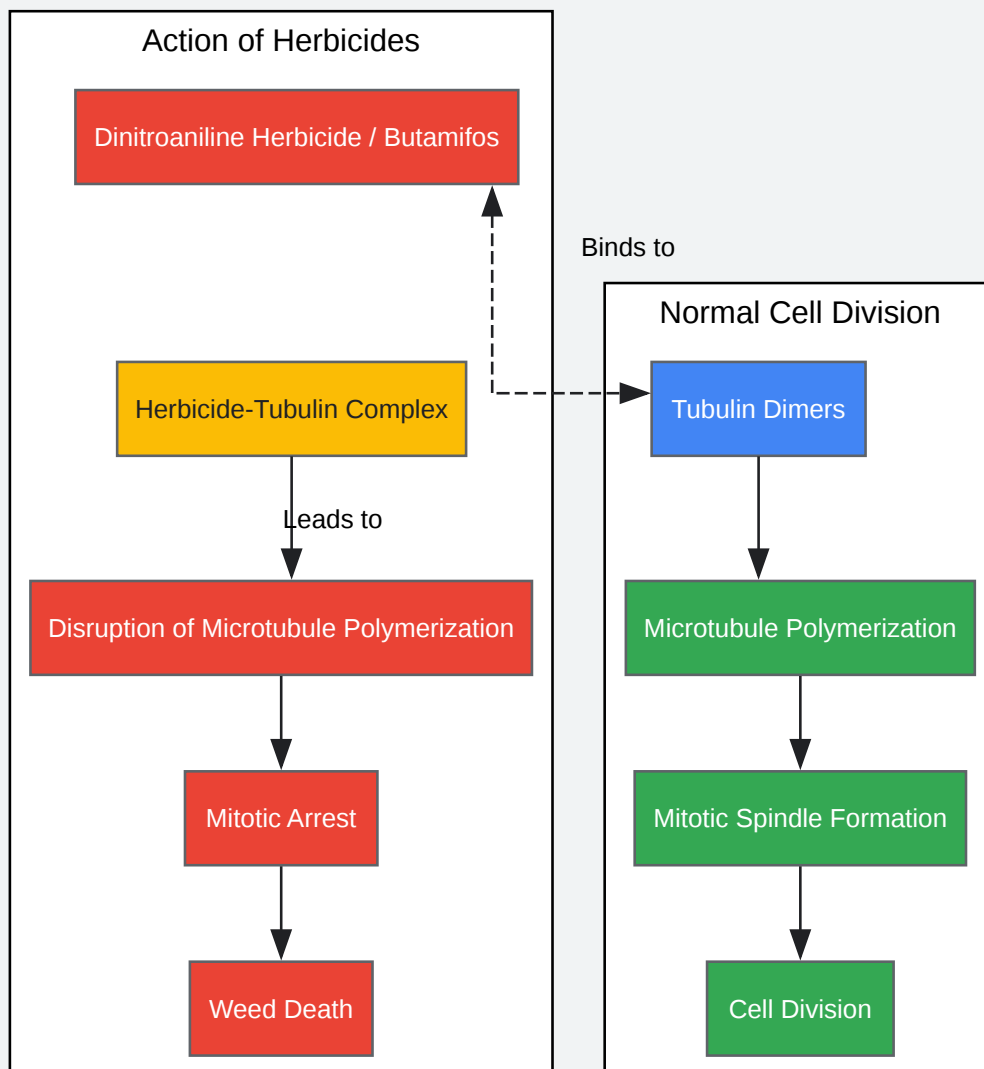 Action of Herbicides
Dinitroaniline Herbicide / Butamifos
Binds to
Herbicide-Tubulin Complex
Leads to
Disruption of Microtubule Polymerization
Mitotic Arrest
Weed Death
Normal Cell Division
Tubulin Dimers
Microtubule Polymerization
Mitotic Spindle Formation
Cell Division